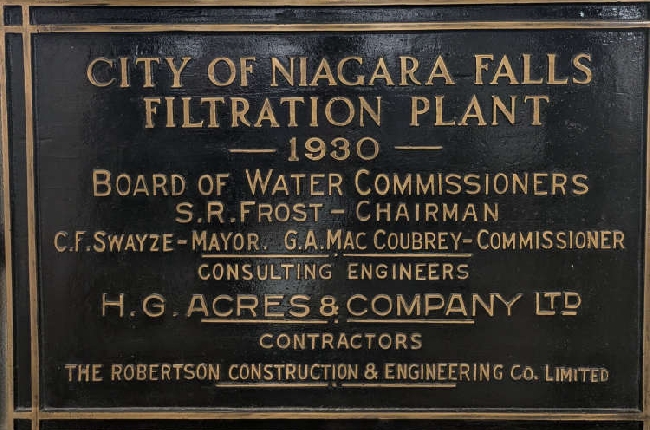 CITY OF NIAGARA FALLS
FILTRATION PLANT
— 1930 —
BOARD OF WATER COMMISSIONERS
S.R. FROST - CHAIRMAN
C.F. SWAYZE - MAYOR. G.A. MAC COUBREY - COMMISSIONER
CONSULTING ENGINEERS
H.G. ACRES & COMPANY LTD
CONTRACTORS
THE ROBERTSON CONSTRUCTION & ENGINEERING CO. LIMITED